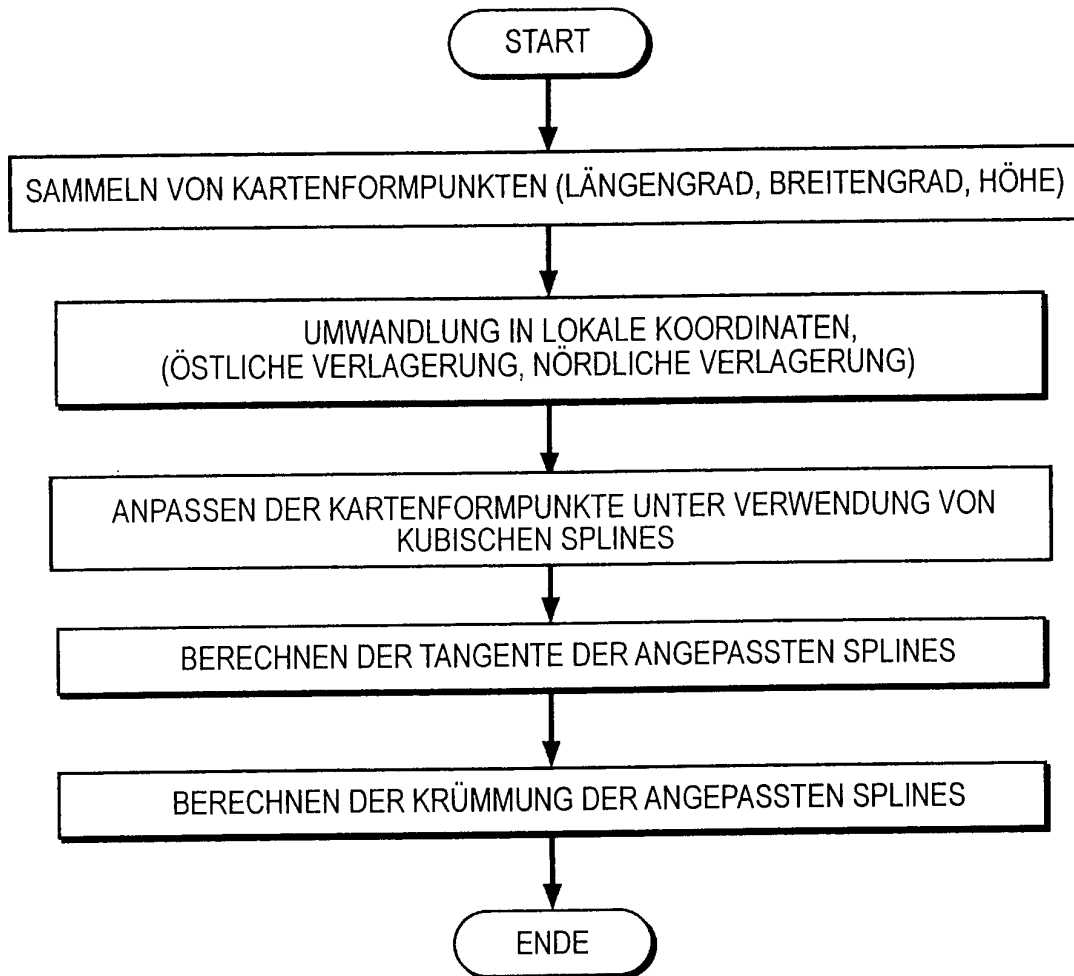 START
SAMMELN VON KARTENFORMPUNKTEN (LÄNGENGRAD, BREITENGRAD, HÖHE)
UMWANDLUNG IN LOKALE KOORDINATEN,
(ÖSTLICHE VERLAGERUNG, NÖRDLICHE VERLAGERUNG)
ANPASSEN DER KARTENFORMPUNKTE UNTER VERWENDUNG VON
KUBISCHEN SPLINES
BERECHNEN DER TANGENTE DER ANGEPASSTEN SPLINES
BERECHNEN DER KRÜMMUNG DER ANGEPASSTEN SPLINES
ENDE